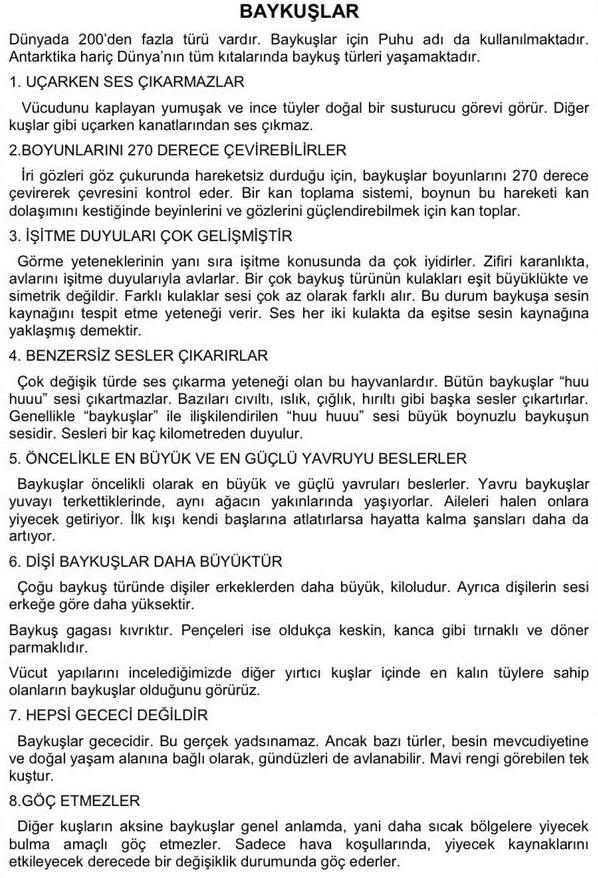 BAYKUŞLAR
Dünyada 200’den fazla türü vardır. Baykuşlar için Puhu adı da kullanılmaktadır.
Antarktika hariç Dünya’nın tüm kıtalarında baykuş türleri yaşamaktadır.
1. UÇARKEN SES ÇIKARMAZLAR
Vücudunu kaplayan yumuşak ve ince tüyler doğal bir susturucu görevi görür. Diğer
kuşlar gibi uçarken kanatlarından ses çıkmaz.
2.BOYUNLARINI 270 DERECE ÇEVİREBİLİRLER
İri gözleri göz çukurunda hareketsiz durduğu için, baykuşlar boyunlarını 270 derece
çevirerek çevresini kontrol eder. Bir kan toplama sistemi, boynun bu hareketi kan
dolaşımını kestiğinde beyinlerini ve gözlerini güçlendirebilmek için kan toplar.
3. İŞİTME DUYULARI ÇOK GELİŞMİŞTİR
Görme yeteneklerinin yanı sıra işitme konusunda da çok iyidirler. Zifiri karanlıkta,
avlarını işitme duyularıyla avlarlar. Bir çok baykuş türünün kulakları eşit büyüklükte ve
simetrik değildir. Farklı kulaklar sesi çok az olarak farklı alır. Bu durum baykuşa sesin
kaynağını tespit etme yeteneği verir. Ses her iki kulakta da eşitse sesin kaynağına
yaklaşmış demektir.
4. BENZERSİZ SESLER ÇIKARIRLAR
Çok değişik türde ses çıkarma yeteneği olan bu hayvanlardır. Bütün baykuşlar “huu
huuu” sesi çıkartmazlar. Bazıları cıvıltı, ıslık, çığlık, hırıltı gibi başka sesler çıkartırlar.
Genellikle “baykuşlar” ile ilişkilendirilen “huu huuu” sesi büyük boynuzlu baykuşun
sesidir. Sesleri bir kaç kilometreden duyulur.
5. ÖNCELİKLE EN BÜYÜK VE EN GÜÇLÜ YAVRUYU BESLERLER
Baykuşlar öncelikli olarak en büyük ve güçlü yavruları beslerler. Yavru baykuşlar
yuvayı terkettiklerinde, aynı ağacın yakınlarında yaşıyorlar. Aileleri halen onlara
yiyecek getiriyor. İlk kışı kendi başlarına atlatırlarsa hayatta kalma şansları daha da
artıyor.
6. DİŞİ BAYKUŞLAR DAHA BÜYÜKTÜR
Çoğu baykuş türünde dişiler erkeklerden daha büyük, kiloludur. Ayrıca dişilerin sesi
erkeğe göre daha yüksektir.
Baykuş gagası kıvrıktır. Pençeleri ise oldukça keskin, kanca gibi tırnaklı ve döner
parmaklıdır.
Vücut yapılarını incelediğimizde diğer yırtıcı kuşlar içinde en kalın tüylere sahip
olanların baykuşlar olduğunu görürüz.
7. HEPSİ GECECİ DEĞİLDİR
Baykuşlar gececidir. Bu gerçek yadsınamaz. Ancak bazı türler, besin mevcudiyetine
ve doğal yaşam alanına bağlı olarak, gündüzleri de avlanabilir. Mavi rengi görebilen tek
kuştur.
8.GÖÇ ETMEZLER
Diğer kuşların aksine baykuşlar genel anlamda, yani daha sıcak bölgelere yiyecek
bulma amaçlı göç etmezler. Sadece hava koşullarında, yiyecek kaynaklarını
etkileyecek derecede bir değişiklik durumunda göç ederler.